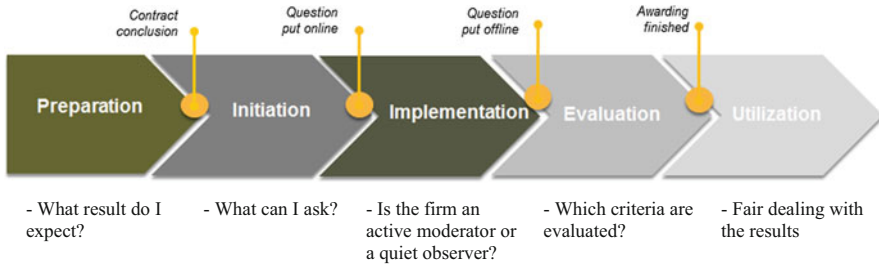 Contract
conclusion
Question
put online
Question
put offline
Awarding
finished
Preparation
Initiation
Implementation
Evaluation
Utilization
- What result do I
expect?
- What can I ask?
- Is the firm an
active moderator or
a quiet observer?
- Which criteria are
evaluated?
- Fair dealing with
the results